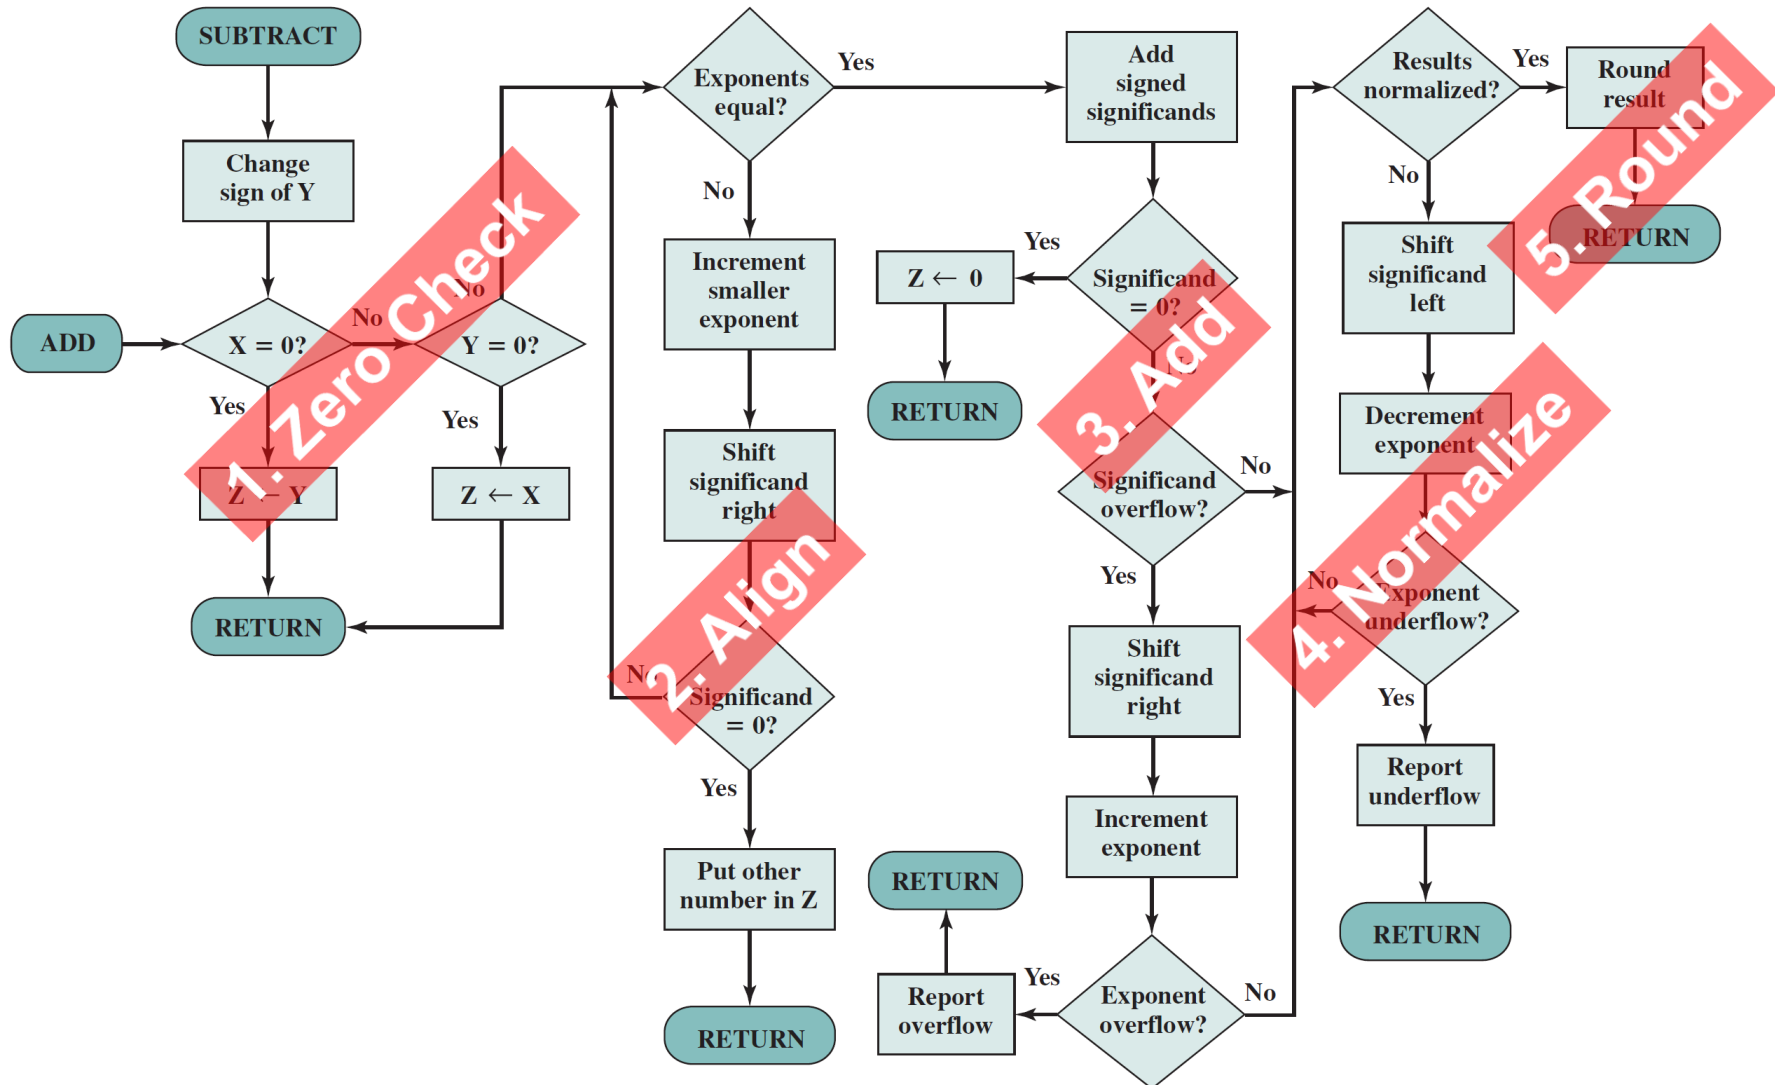 SUBTRACT
Change
sign of Y
ADD
X = 0?
No
Y = 0?
No
Yes
Yes
Z ← Y
Z ← X
RETURN
1. Zero Check
Exponents
equal?
Yes
No
Increment
smaller
exponent
Shift
significand
right
No
Significand
= 0?
Yes
Put other
number in Z
RETURN
2. Align
Add
signed
significands
Yes
Significand
= 0?
Z ← 0
RETURN
No
Significand
overflow?
No
Yes
Shift
significand
right
Increment
exponent
Exponent
overflow?
Yes
No
Report
overflow
RETURN
3. Add
Results
normalized?
Yes
Round
result
RETURN
5. Round
No
Shift
significand
left
Decrement
exponent
No
Exponent
underflow?
Yes
Report
underflow
RETURN
4. Normalize